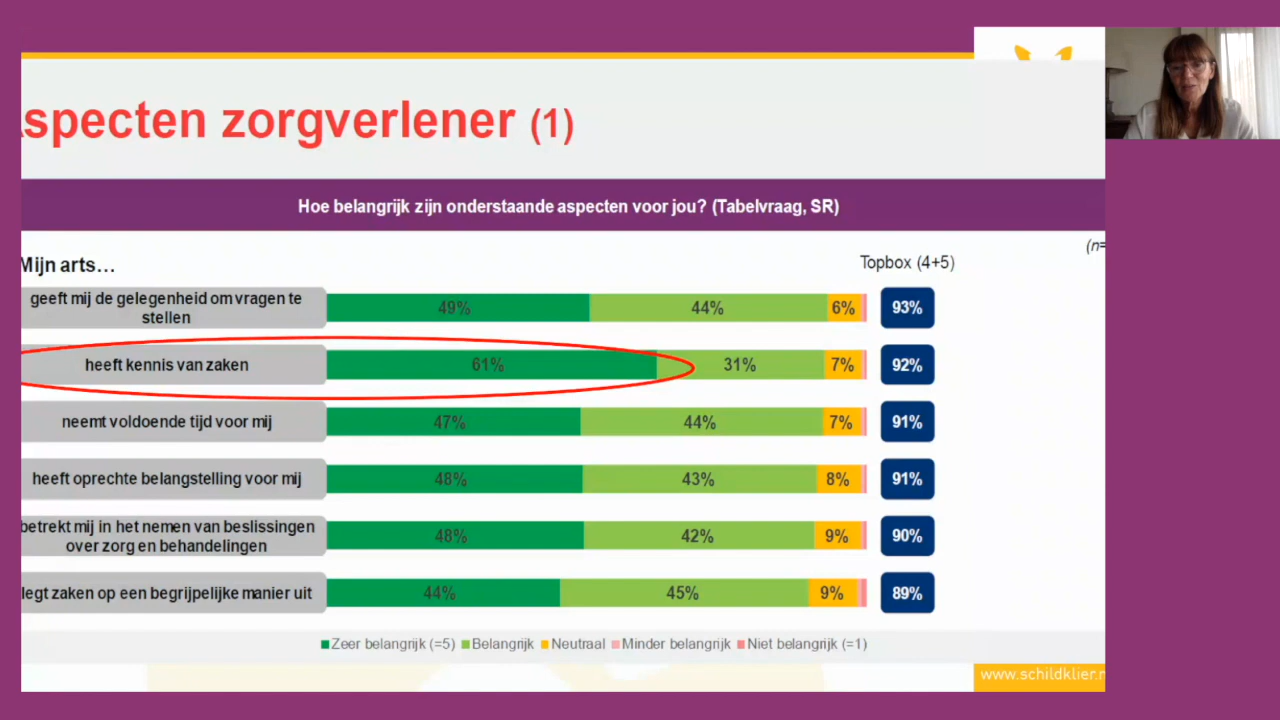 Aspecten zorgverlener (1)
Hoe belangrijk zijn onderstaande aspecten voor jou? (Tabelvraag, SR)
(n=
Mijn arts…
Topbox (4+5)
geeft mij de gelegenheid om vragen te
stellen
49% 44% 6% 93%
heeft kennis van zaken 61% 31% 7% 92%
neemt voldoende tijd voor mij 47% 44% 7% 91%
heeft oprechte belangstelling voor mij 48% 43% 8% 91%
betrekt mij in het nemen van beslissingen
over zorg en behandelingen
48% 42% 9% 90%
legt zaken op een begrijpelijke manier uit 44% 45% 9% 89%
Zeer belangrijk (=5) Belangrijk Neutraal Minder belangrijk Niet belangrijk (=1)
www.schildklier.n